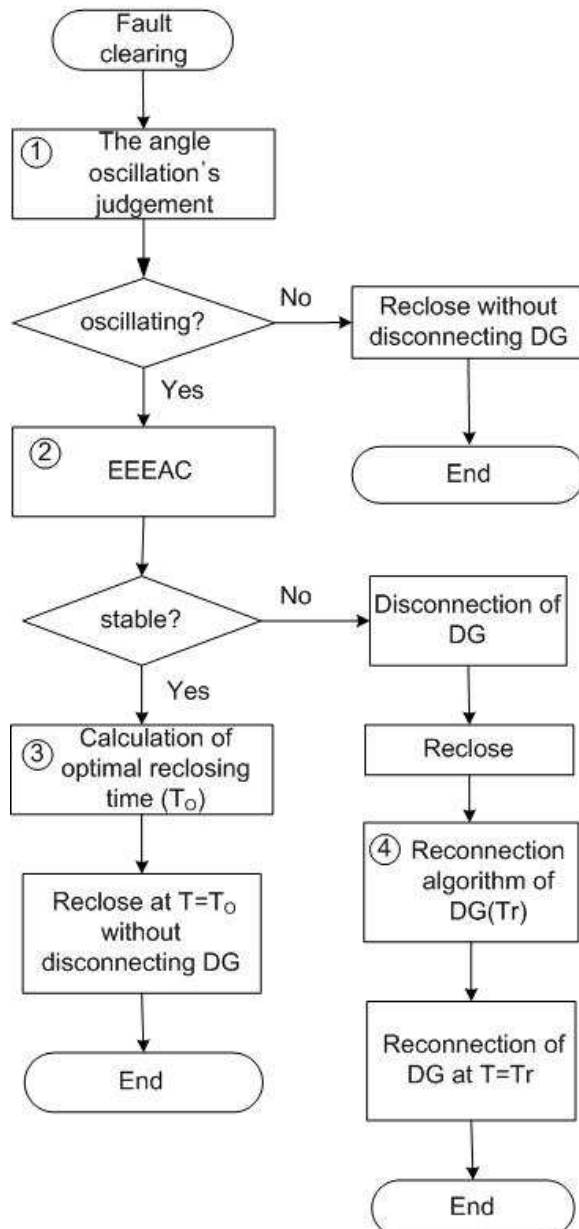 Fault
clearing
1
The angle
oscillation's
judgement
oscillating?
No
Reclose without
disconnecting DG
End
Yes
2
EEEAC
stable?
No
Disconnection of
DG
Reclose
4
Reconnection
algorithm of
DG(Tr)
Reconnection of
DG at T=Tr
End
Yes
3
Calculation of
optimal reclosing
time (To)
Reclose at T=To
without
disconnecting DG
End